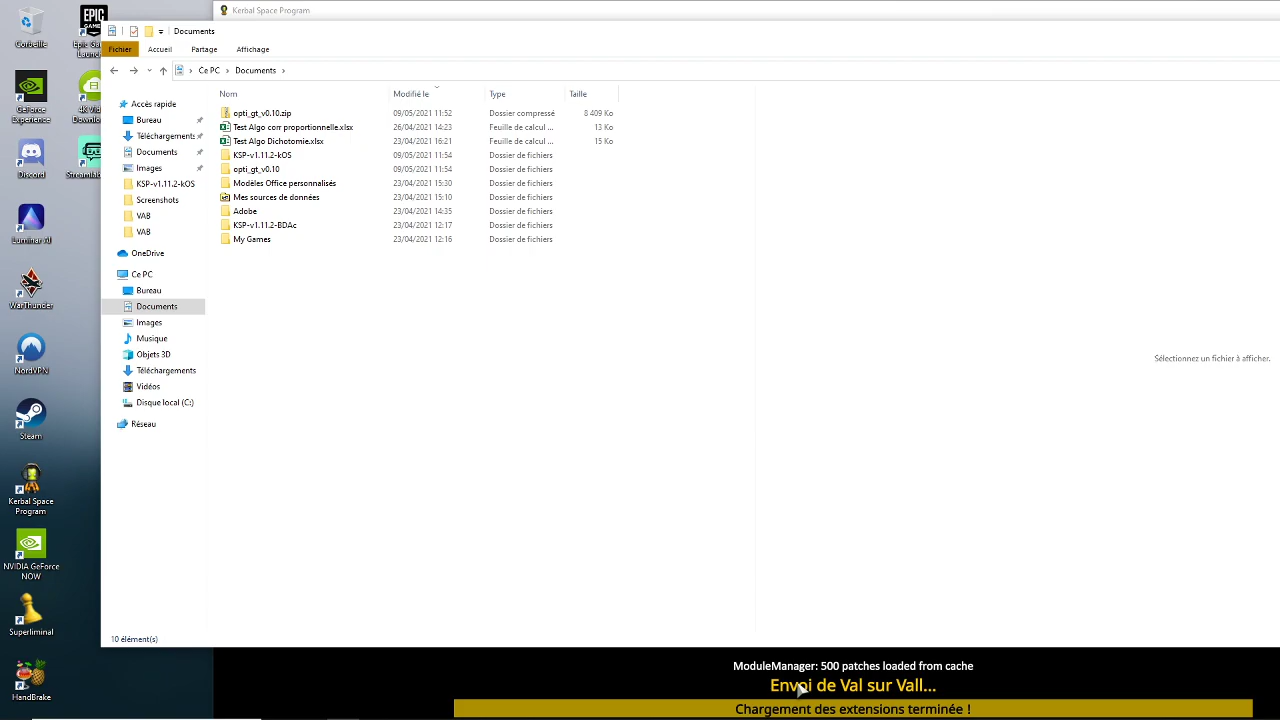 Corbeille
Epic Ga
Launch
Kerbal Space Program
Documents
Fichier Accueil Partage Affichage
Ce PC > Documents >
Nom Modifié le Type Taille
opti_gt_v0.10.zip 09/05/2021 11:52 Dossier compressé 8 409 Ko
Test Algo corr proportionnelle.xlsx 26/04/2021 14:23 Feuille de calcul ... 13 Ko
Test Algo Dichotomie.xlsx 23/04/2021 16:21 Feuille de calcul ... 15 Ko
KSP-v1.11.2-kOS 09/05/2021 11:54 Dossier de fichiers
opti_gt_v0.10 09/05/2021 11:54 Dossier de fichiers
Modèles Office personnalisés 23/04/2021 15:30 Dossier de fichiers
Mes sources de données 23/04/2021 15:10 Dossier de fichiers
Adobe 23/04/2021 14:35 Dossier de fichiers
KSP-v1.11.2-BDAc 23/04/2021 12:17 Dossier de fichiers
My Games 23/04/2021 12:16 Dossier de fichiers
Accès rapide
Bureau
Téléchargements
Documents
Images
KSP-v1.11.2-kOS
Screenshots
VAB
VAB
OneDrive
Ce PC
Bureau
Documents
Images
Musique
Objets 3D
Téléchargements
Vidéos
Disque local (C:)
Réseau
Sélectionnez un fichier à afficher.
10 élément(s)
GeForce
Experience
4K Vid
Downlo
Discord
Streamla
Luminar AI
WarThunder
NordVPN
Steam
Kerbal Space
Program
NVIDIA GeForce
NOW
Superliminal
HandBrake
ModuleManager: 500 patches loaded from cache
Envoi de Val sur Vall...
Chargement des extensions terminée !